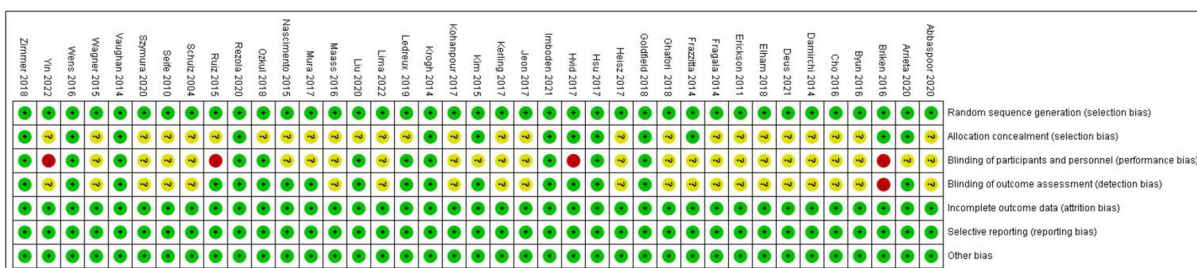 Zimmer 2018
Yin 2022
Wens 2016
Wagner 2015
Vaughan 2014
Szymura 2020
Seife 2010
Schulz 2004
Ruiz 2015
Rezola 2020
Ozkul 2018
Nascimento 2015
Mura 2017
Maass 2016
Liu 2020
Lima 2022
Ledreux 2019
Krogh 2014
Kohanpour 2017
Kim 2015
Kerling 2017
Jeon 2017
Imboden 2021
Hvid 2017
Hsu 2017
Heisz 2017
Goldfield 2018
Ghafori 2018
Frazzitta 2014
Fragala 2014
Erickson 2011
Elham 2018
Deus 2021
Damirchi 2014
Cho 2016
Byun 2016
Briken 2016
Arrieta 2020
Abbaspoor 2020
Random sequence generation (selection bias)
Allocation concealment (selection bias)
Blinding of participants and personnel (performance bias)
Blinding of outcome assessment (detection bias)
Incomplete outcome data (attrition bias)
Selective reporting (reporting bias)
Other bias